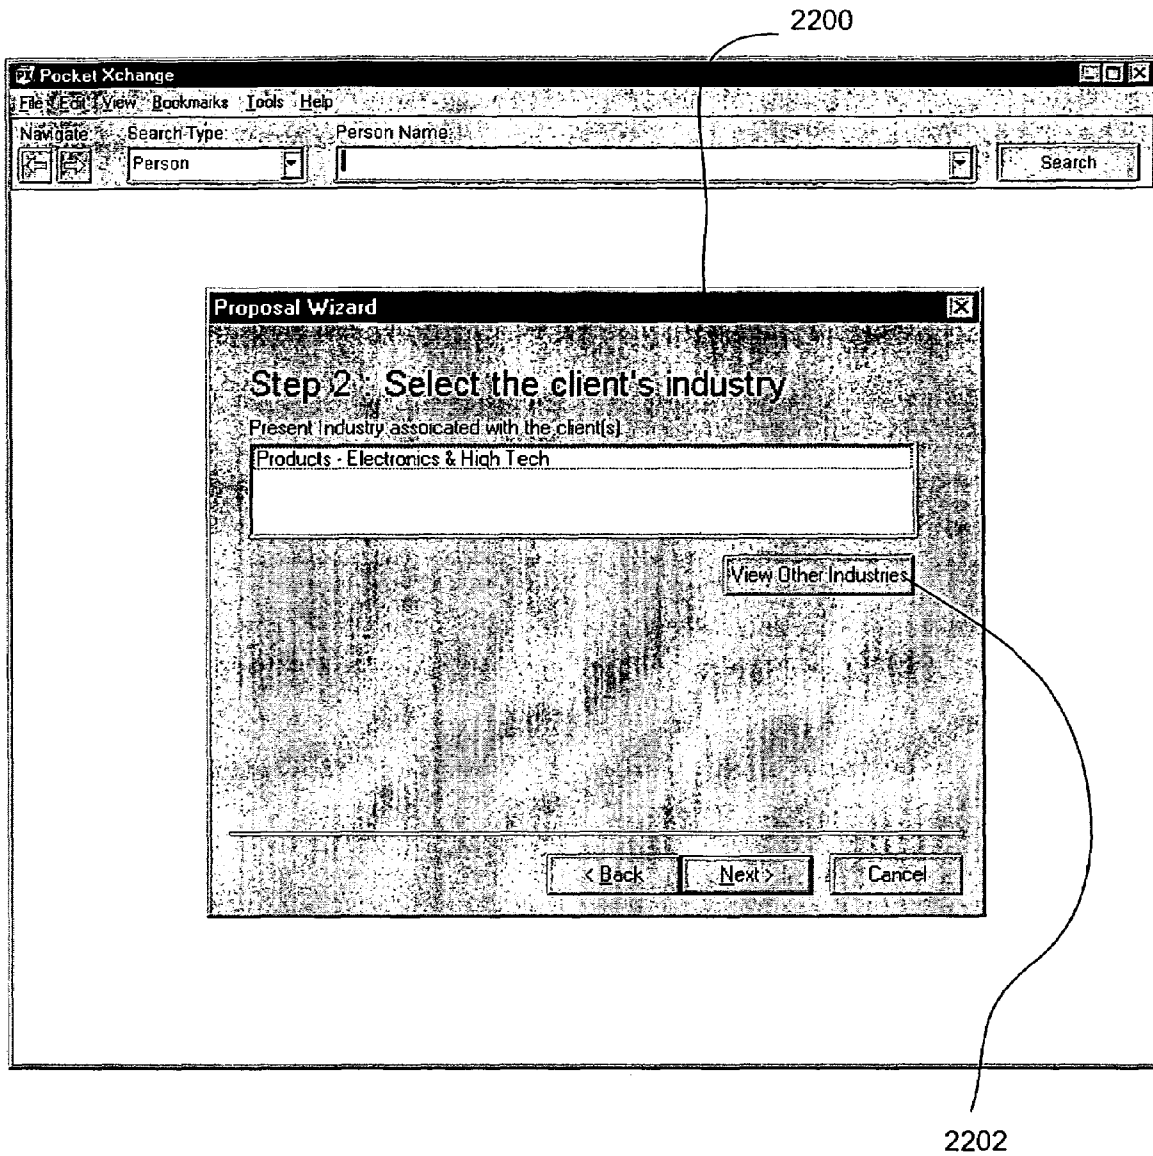 2200
PX Pocket Xchange
File Edit View Bookmarks Tools Help
Navigate: Search Type: Person Name:
Person Search
Proposal Wizard
Step 2 : Select the client's industry
Present Industry assoicated with the client(s)
Products - Electronics & High Tech
View Other Industries
< Back Next > Cancel
2202